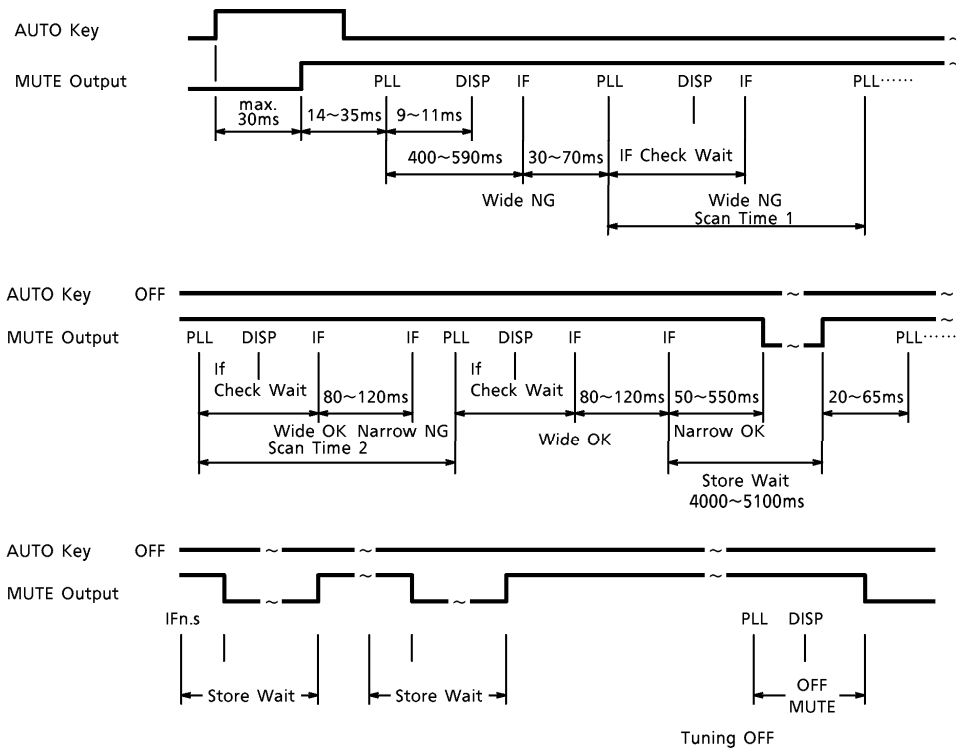 AUTO Key
~
MUTE Output
~
PLL DISP IF PLL DISP IF PLL······
max.
30ms
14~35ms 9~11ms
400~590ms 30~70ms IF Check Wait
Wide NG Wide NG
Scan Time 1
AUTO Key OFF ~ ~
~
MUTE Output ~
PLL DISP IF IF PLL DISP IF IF PLL······
If If
Check Wait Check Wait
80~120ms 80~120ms 50~550ms 20~65ms
Wide OK Narrow NG Wide OK Narrow OK
Scan Time 2
Store Wait
4000~5100ms
AUTO Key OFF ~ ~ ~
MUTE Output ~ ~ ~ ~
IFn.s PLL DISP
Store Wait Store Wait OFF
MUTE
Tuning OFF